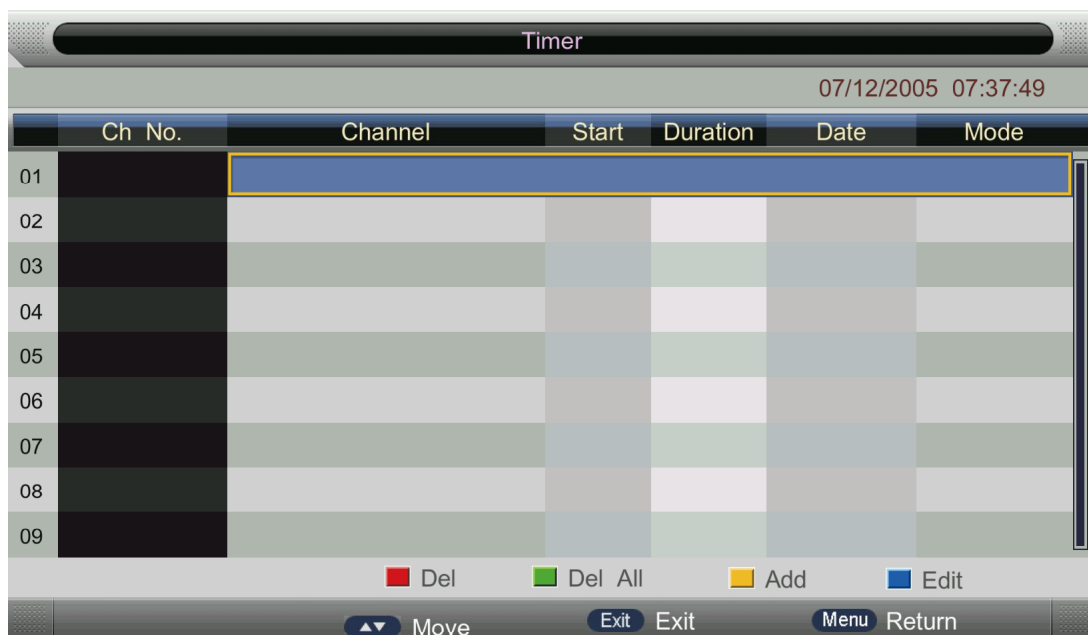 Timer
07/12/2005 07:37:49
Ch No. Channel Start Duration Date Mode
01
02
03
04
05
06
07
08
09
Del Del All Add Edit
Move Exit Exit Menu Return